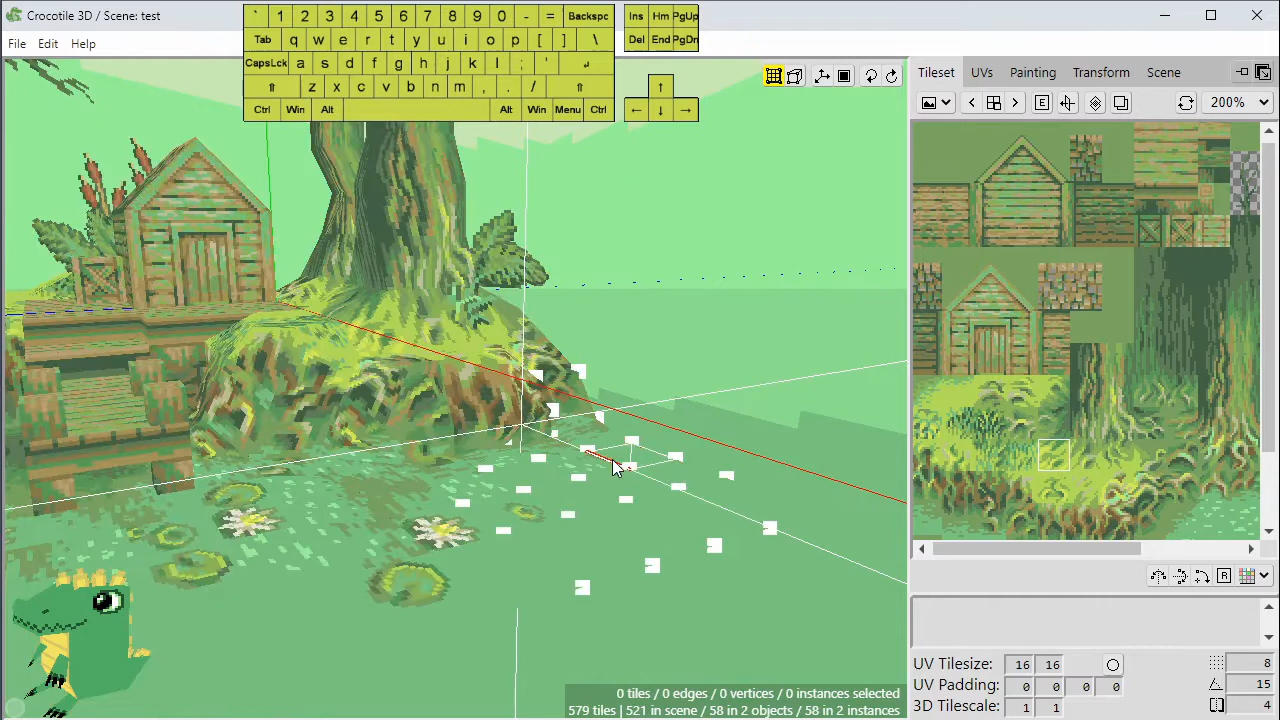 Crocotile 3D / Scene: test
File Edit Help
` 1 2 3 4 5 6 7 8 9 0 - = Backspc
Tab q w e r t y u i o p [ ] \
CapsLck a s d f g h j k l ; '
z x c v b n m , . /
Ctrl Win Alt Alt Win Menu Ctrl
Ins Hm PgUp
Del End PgDn
Tileset UVs Painting Transform Scene
E 200%
R
UV Tilesize: 16 16 8
UV Padding: 0 0 0 0 15
3D Tilescale: 1 1 4
0 tiles / 0 edges / 0 vertices / 0 instances selected
579 tiles | 521 in scene / 58 in 2 objects / 58 in 2 instances